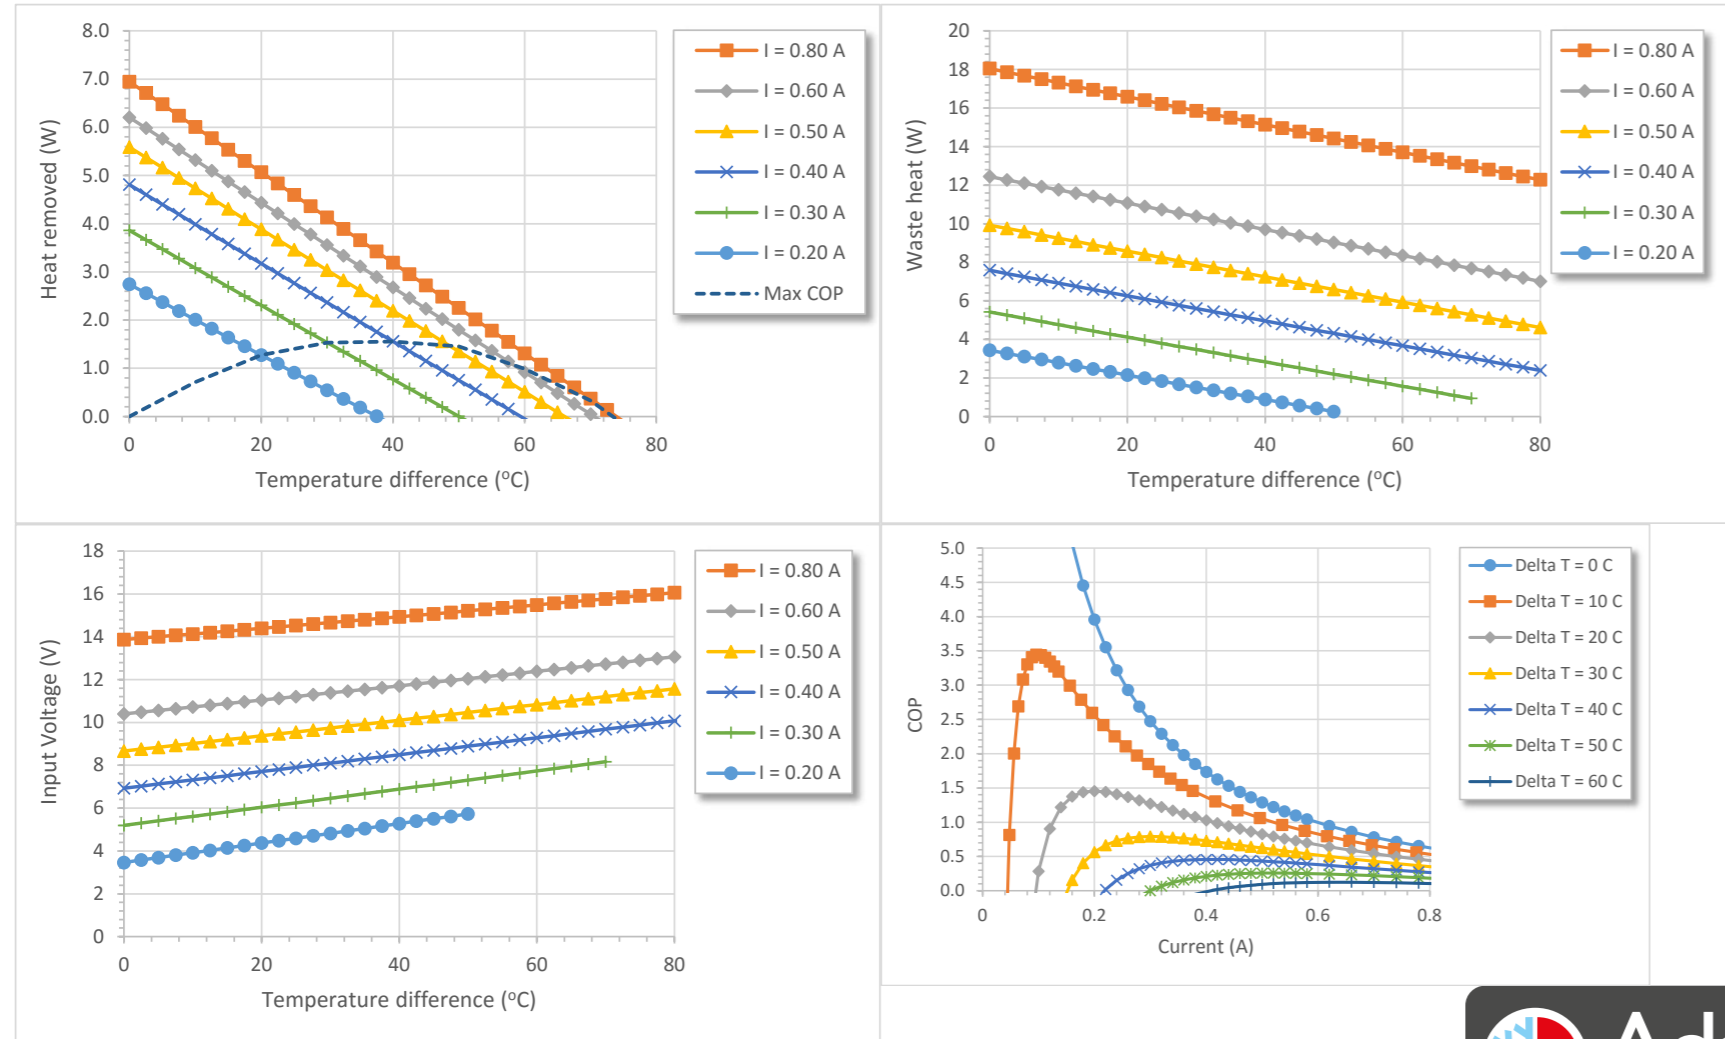 8.0
7.0
6.0
5.0
4.0
3.0
2.0
1.0
0.0
Heat removed (W)
0 20 40 60 80
Temperature difference (°C)
I = 0.80 A
I = 0.60 A
I = 0.50 A
I = 0.40 A
I = 0.30 A
I = 0.20 A
Max COP
20
18
16
14
12
10
8
6
4
2
0
Waste heat (W)
0 20 40 60 80
Temperature difference (°C)
I = 0.80 A
I = 0.60 A
I = 0.50 A
I = 0.40 A
I = 0.30 A
I = 0.20 A
18
16
14
12
10
8
6
4
2
0
Input Voltage (V)
0 20 40 60 80
Temperature difference (°C)
I = 0.80 A
I = 0.60 A
I = 0.50 A
I = 0.40 A
I = 0.30 A
I = 0.20 A
5.0
4.5
4.0
3.5
3.0
2.5
2.0
1.5
1.0
0.5
0.0
COP
0 0.2 0.4 0.6 0.8
Current (A)
Delta T = 0 C
Delta T = 10 C
Delta T = 20 C
Delta T = 30 C
Delta T = 40 C
Delta T = 50 C
Delta T = 60 C